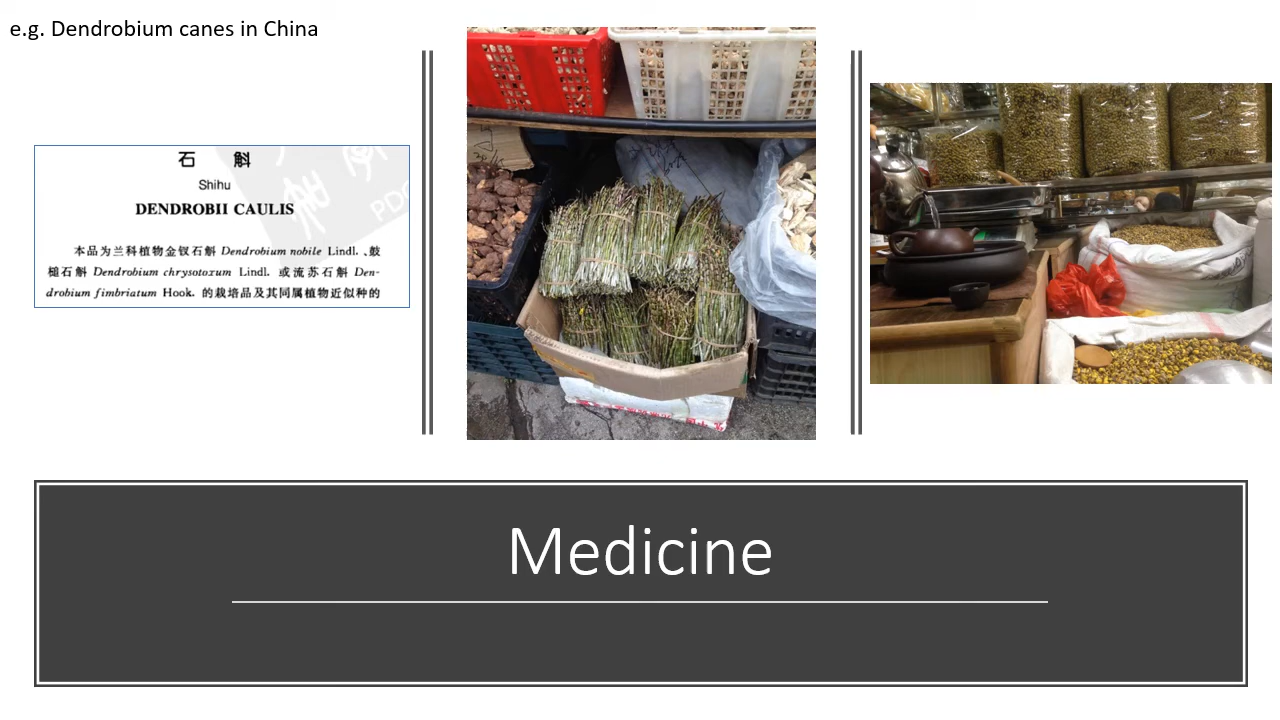 e.g. Dendrobium canes in China
石 斛
Shihu
DENDROBII CAULIS
本品为兰科植物金钗石斛 Dendrobium nobile Lindl. 、鼓
槌石斛 Dendrobium chrysotoxum Lindl. 或流苏石斛 Den-
drobium fimbriatum Hook. 的栽培品及其同属植物近似种的
Medicine